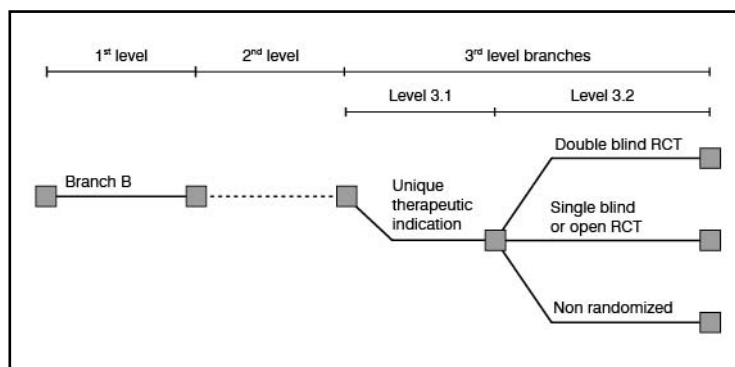 1st level 2nd level 3rd level branches
Level 3.1 Level 3.2
Double blind RCT
Branch B
Unique
therapeutic
indication
Single blind
or open RCT
Non randomized